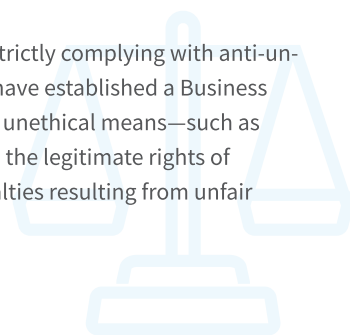 trictly complying with anti-un-
have established a Business
unethical means—such as
the legitimate rights of
alties resulting from unfair